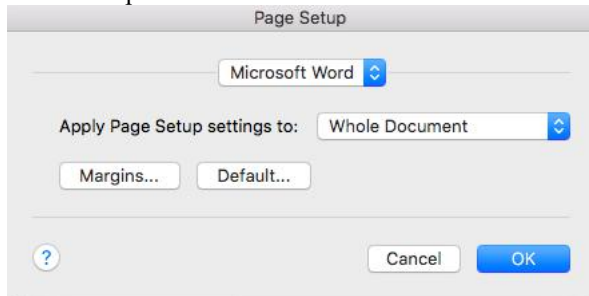 Page Setup
Microsoft Word
Apply Page Setup settings to: Whole Document
Margins... Default...
? Cancel OK